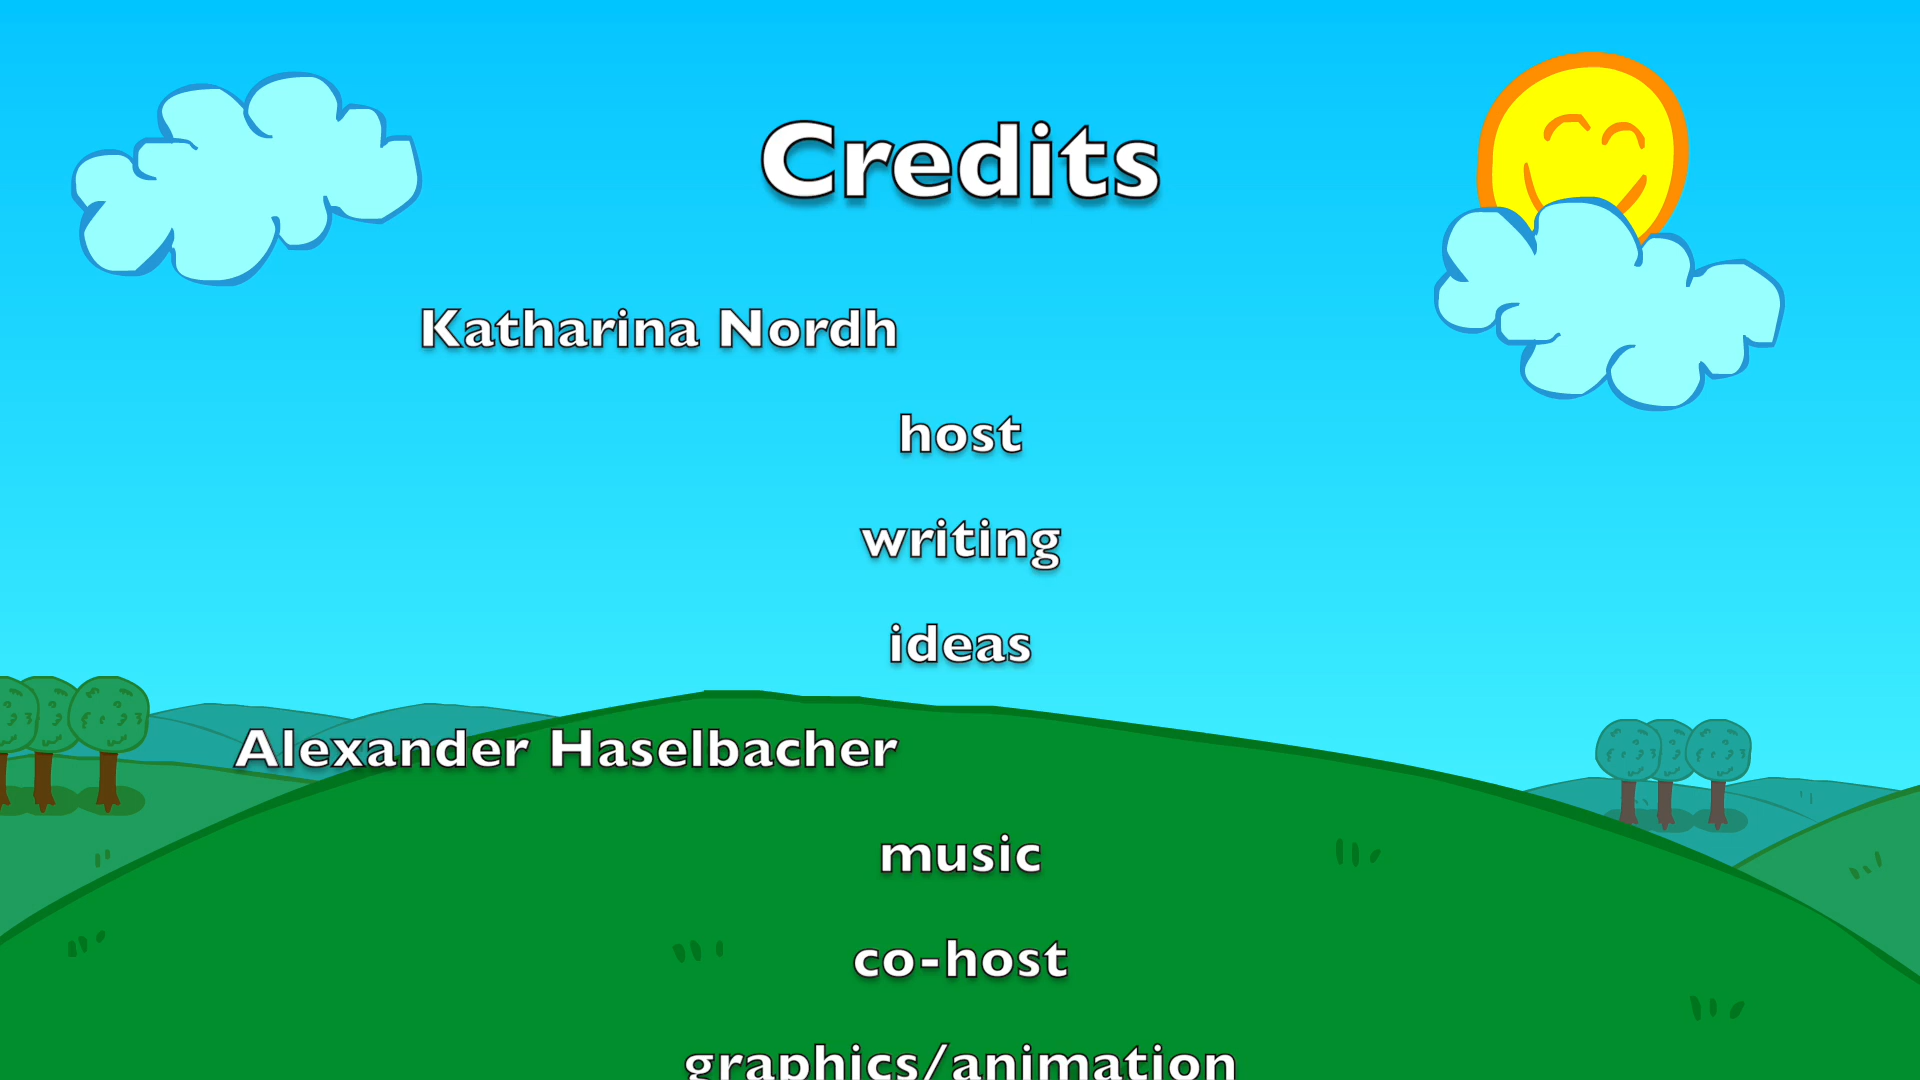 Credits
Katharina Nordh
host
writing
ideas
Alexander Haselbacher
music
co-host
graphics/animation